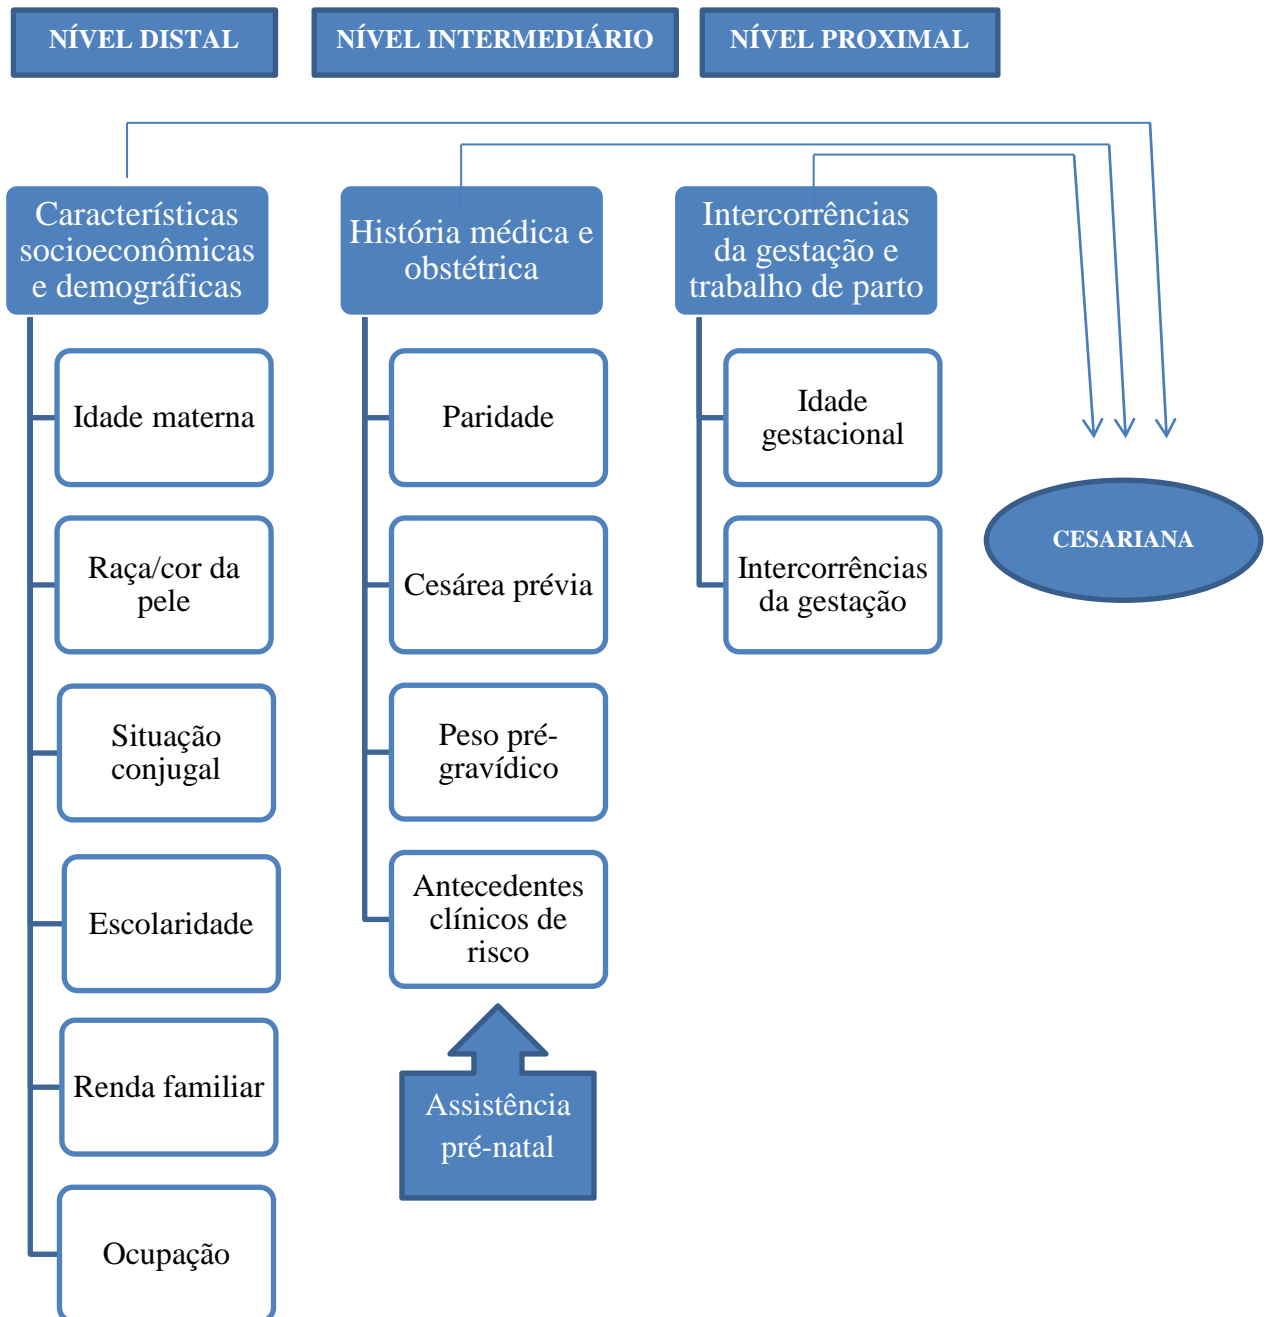 NÍVEL DISTAL
NÍVEL INTERMEDIÁRIO
NÍVEL PROXIMAL
Características
socioeconômicas
e demográficas
Idade materna
Raça/cor da
pele
Situação
conjugal
Escolaridade
Renda familiar
Ocupação
História médica e
obstétrica
Paridade
Cesárea prévia
Peso pré-
gravídico
Antecedentes
clínicos de
risco
Assistência
pré-natal
Intercorrências
da gestação e
trabalho de parto
Idade
gestacional
Intercorrências
da gestação
CESARIANA